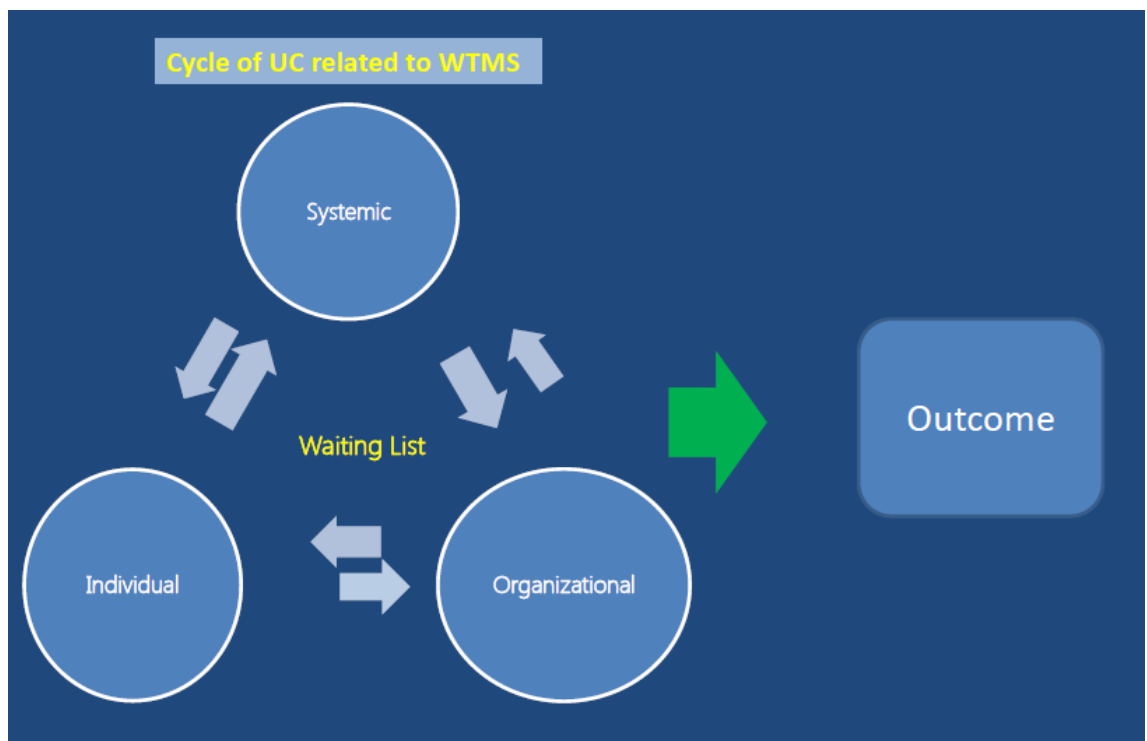 Cycle of UC related to WTMS
Systemic
Waiting List
Outcome
Individual
Organizational